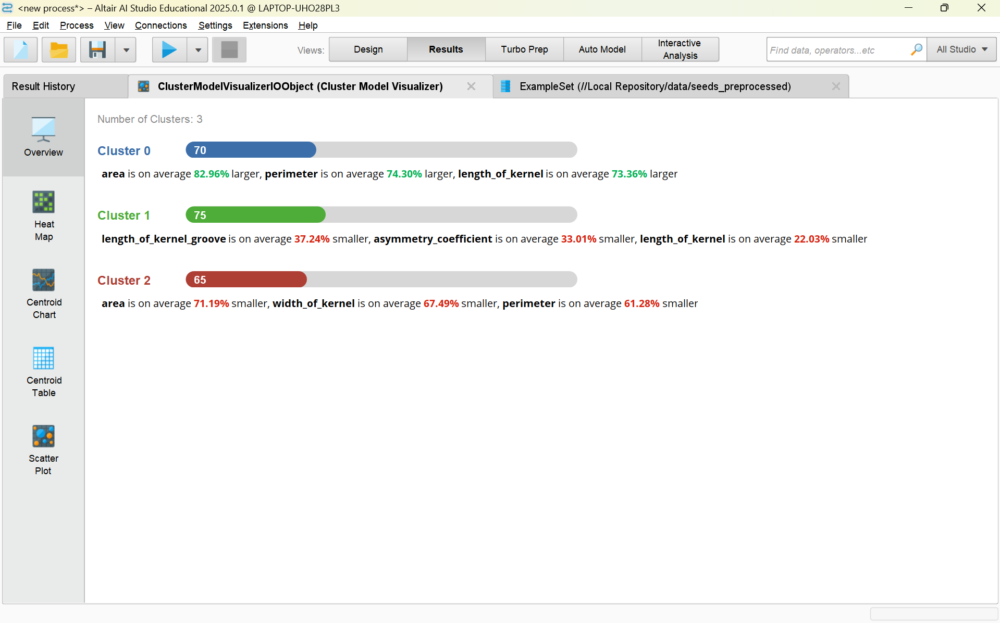 <new process*> – Altair AI Studio Educational 2025.0.1 @ LAPTOP-UHO28PL3
File Edit Process View Connections Settings Extensions Help
Views: Design Results Turbo Prep Auto Model Interactive Analysis Find data, operators...etc All Studio
Result History ClusterModelVisualizerIOObject (Cluster Model Visualizer) ExampleSet (//Local Repository/data/seeds_preprocessed)
Overview
Heat
Map
Centroid
Chart
Centroid
Table
Scatter
Plot
Number of Clusters: 3
Cluster 0 70
area is on average 82.96% larger, perimeter is on average 74.30% larger, length_of_kernel is on average 73.36% larger
Cluster 1 75
length_of_kernel_groove is on average 37.24% smaller, asymmetry_coefficient is on average 33.01% smaller, length_of_kernel is on average 22.03% smaller
Cluster 2 65
area is on average 71.19% smaller, width_of_kernel is on average 67.49% smaller, perimeter is on average 61.28% smaller